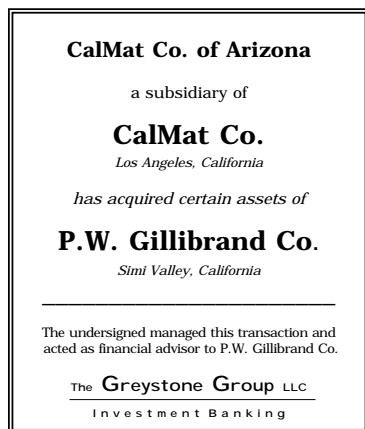 CalMat Co. of Arizona
a subsidiary of
CalMat Co.
Los Angeles, California
has acquired certain assets of
P.W. Gillibrand Co.
Simi Valley, California
The undersigned managed this transaction and
acted as financial advisor to P.W. Gillibrand Co.
The Greystone Group LLC
Investment Banking